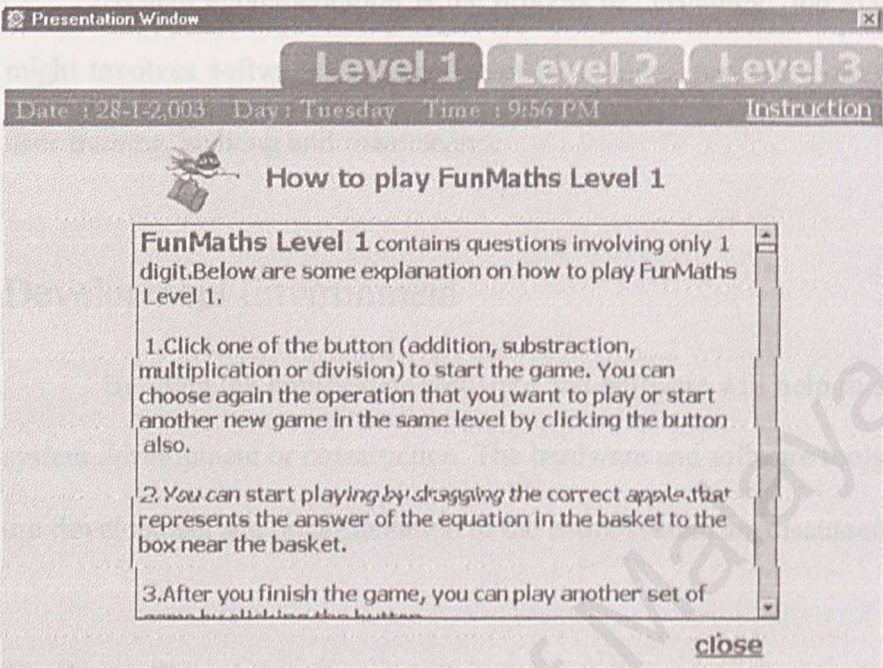 Presentation Window
Level 1 Level 2 Level 3
Date : 28-1-2,003 Day : Tuesday Time : 9:56 PM Instruction
How to play FunMaths Level 1
FunMaths Level 1 contains questions involving only 1
digit.Below are some explanation on how to play FunMaths
Level 1.
1.Click one of the button (addition, substraction,
multiplication or division) to start the game. You can
choose again the operation that you want to play or start
another new game in the same level by clicking the button
also.
2. You can start playing by dragging the correct apple that
represents the answer of the equation in the basket to the
box near the basket.
3.After you finish the game, you can play another set of
game by clicking the button
close
Malaya